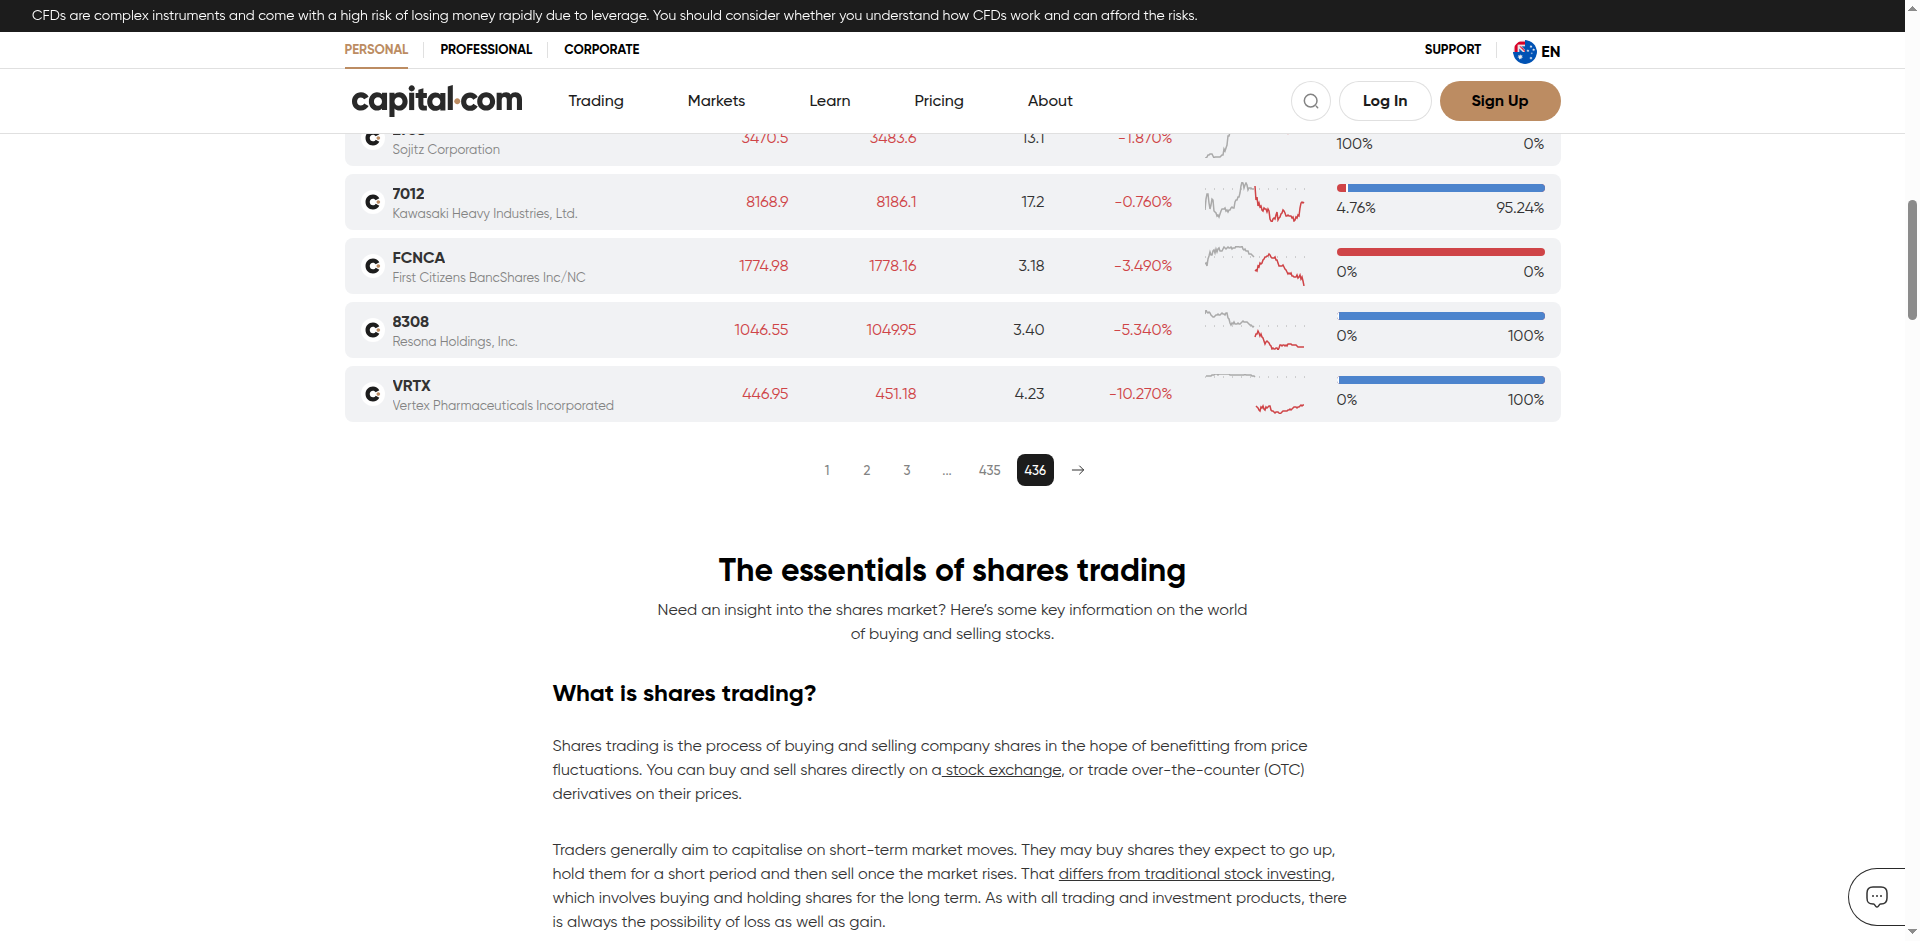 CFDs are complex instruments and come with a high risk of losing money rapidly due to leverage. You should consider whether you understand how CFDs work and can afford the risks.
PERSONAL PROFESSIONAL CORPORATE SUPPORT EN
capital.com Trading Markets Learn Pricing About Log In Sign Up
3470.5 3483.6 13.1 -1.870% 100% 0%
Sojitz Corporation
7012
Kawasaki Heavy Industries, Ltd.
8168.9 8186.1 17.2 -0.760% 4.76% 95.24%
FCNCA
First Citizens BancShares Inc/NC
1774.98 1778.16 3.18 -3.490% 0% 0%
8308
Resona Holdings, Inc.
1046.55 1049.95 3.40 -5.340% 0% 100%
VRTX
Vertex Pharmaceuticals Incorporated
446.95 451.18 4.23 -10.270% 0% 100%
1 2 3 ... 435 436
The essentials of shares trading
Need an insight into the shares market? Here’s some key information on the world
of buying and selling stocks.
What is shares trading?
Shares trading is the process of buying and selling company shares in the hope of benefitting from price
fluctuations. You can buy and sell shares directly on a stock exchange, or trade over-the-counter (OTC)
derivatives on their prices.
Traders generally aim to capitalise on short-term market moves. They may buy shares they expect to go up,
hold them for a short period and then sell once the market rises. That differs from traditional stock investing,
which involves buying and holding shares for the long term. As with all trading and investment products, there
is always the possibility of loss as well as gain.